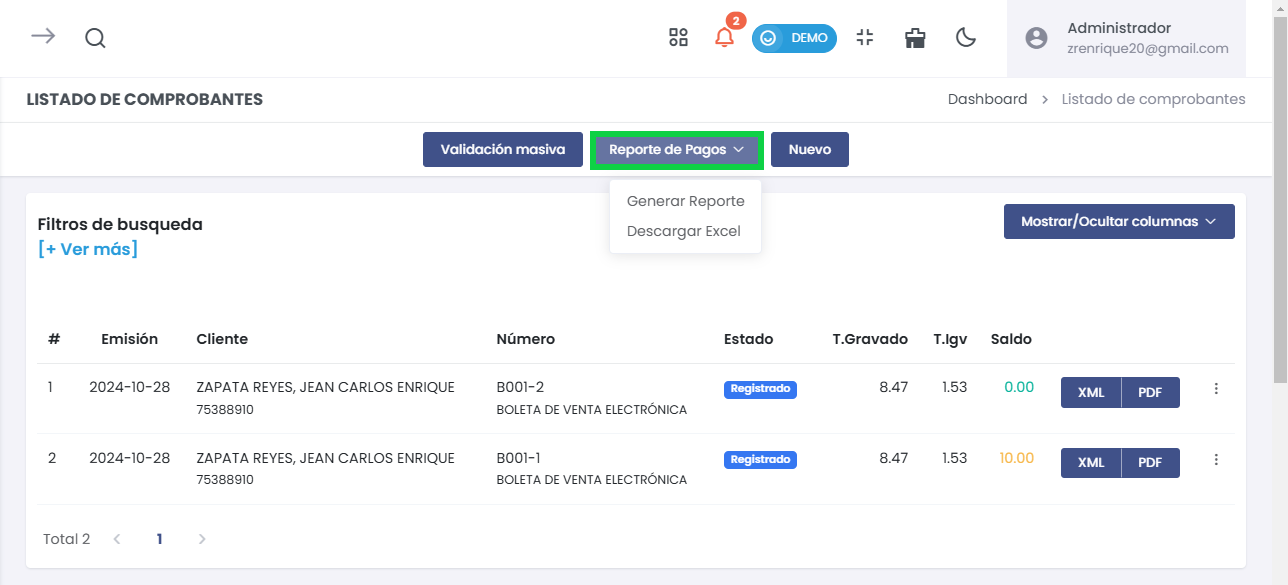 2
DEMO
Administrador
zrenrique20@gmail.com
LISTADO DE COMPROBANTES
Dashboard > Listado de comprobantes
Validación masiva
Reporte de Pagos
Nuevo
Generar Reporte
Descargar Excel
Filtros de busqueda
[+ Ver más]
Mostrar/Ocultar columnas
# Emisión Cliente Número Estado T.Gravado T.Igv Saldo
1 2024-10-28 ZAPATA REYES, JEAN CARLOS ENRIQUE B001-2 Registrado 8.47 1.53 0.00 XML PDF
75388910 BOLETA DE VENTA ELECTRÓNICA
2 2024-10-28 ZAPATA REYES, JEAN CARLOS ENRIQUE B001-1 Registrado 8.47 1.53 10.00 XML PDF
75388910 BOLETA DE VENTA ELECTRÓNICA
Total 2 < 1 >